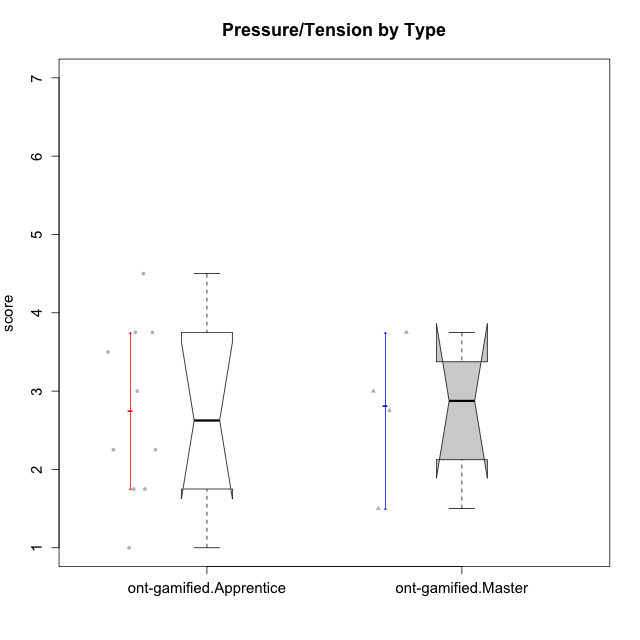 Pressure/Tension by Type
7
6
5
4
3
2
1
score
ont-gamified.Apprentice
ont-gamified.Master